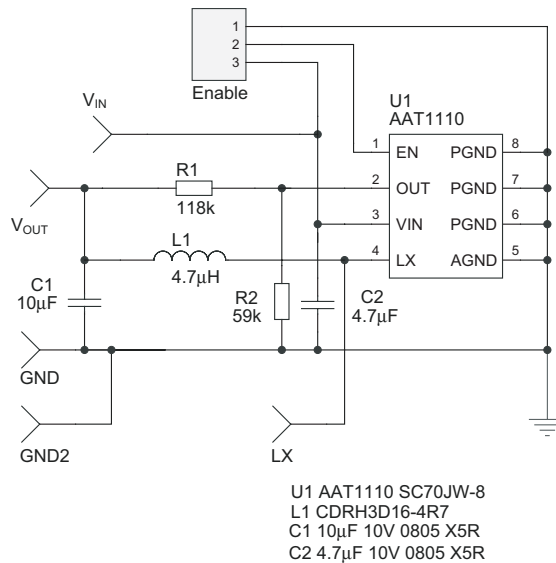 1
2
3
Enable
V_IN
U1
AAT1110
1 EN PGND 8
2 OUT PGND 7
3 VIN PGND 6
4 LX AGND 5
R1
118k
V_OUT
L1
4.7μH
C1
10μF
R2
59k
C2
4.7μF
GND
GND2
LX
U1 AAT1110 SC70JW-8
L1 CDRH3D16-4R7
C1 10μF 10V 0805 X5R
C2 4.7μF 10V 0805 X5R